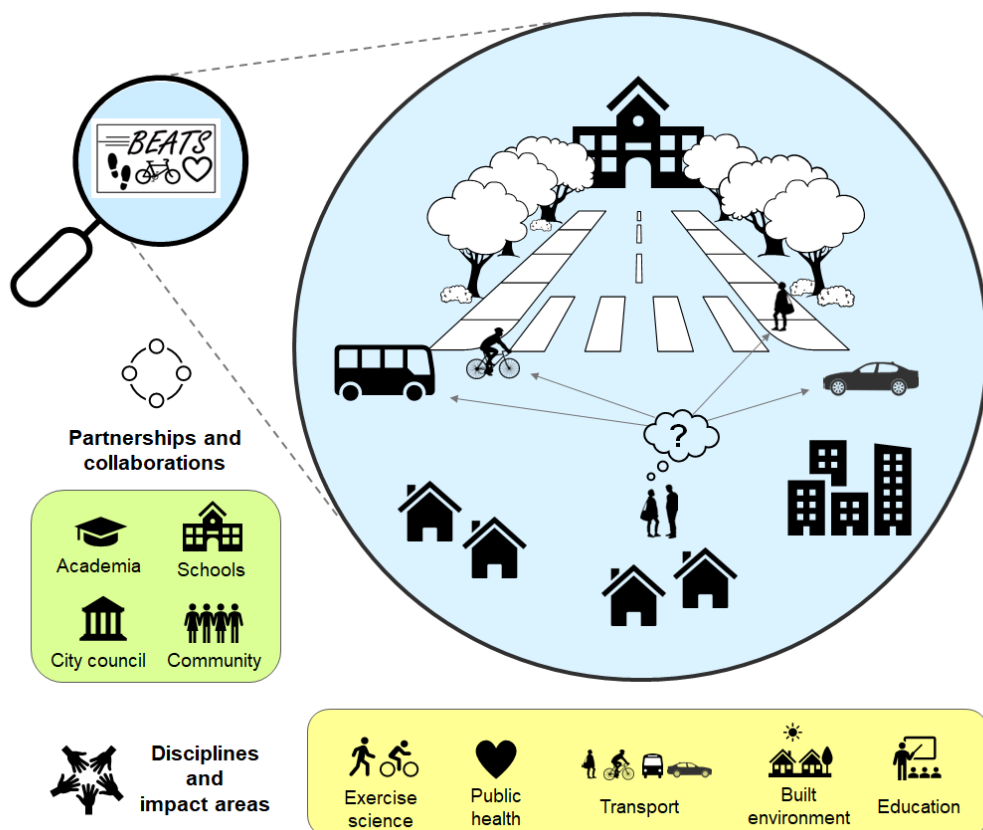 BEATS
?
Partnerships and
collaborations
Academia
Schools
City council
Community
Disciplines
and
impact areas
Exercise
science
Public
health
Transport
Built
environment
Education